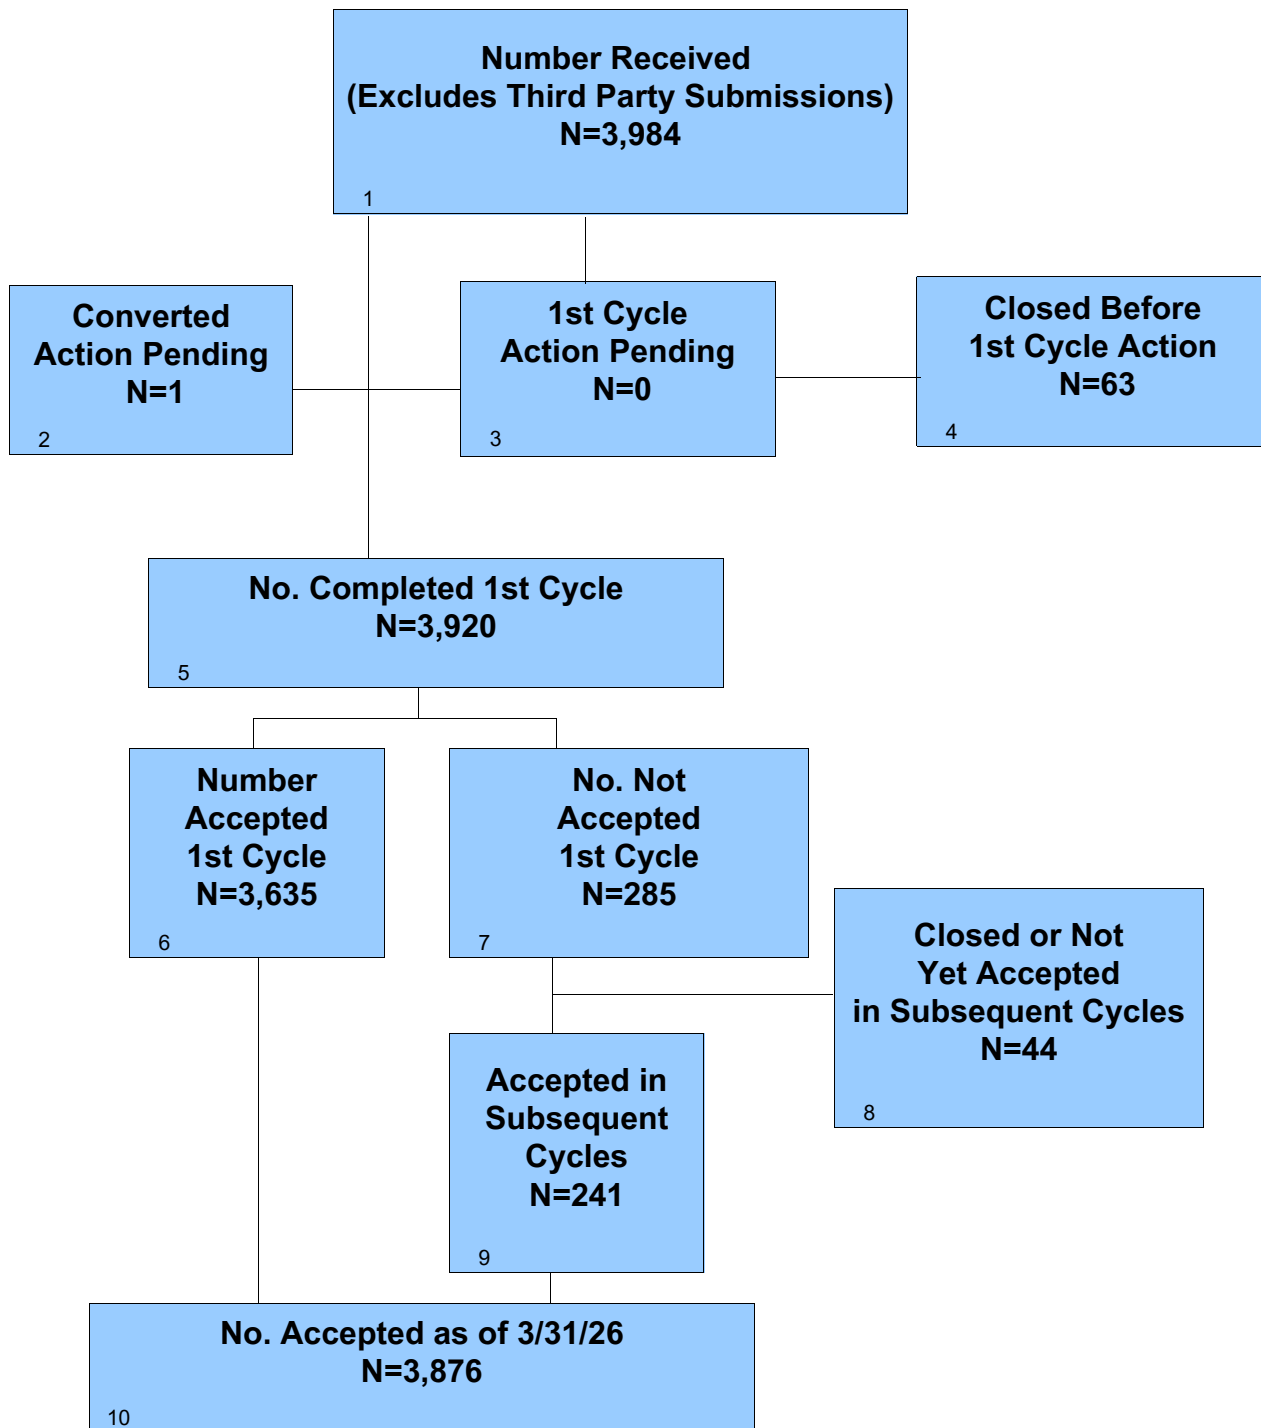 Number Received
(Excludes Third Party Submissions)
N=3,984
1
Converted
Action Pending
N=1
2
1st Cycle
Action Pending
N=0
3
Closed Before
1st Cycle Action
N=63
4
No. Completed 1st Cycle
N=3,920
5
Number
Accepted
1st Cycle
N=3,635
6
No. Not
Accepted
1st Cycle
N=285
7
Closed or Not
Yet Accepted
in Subsequent Cycles
N=44
8
Accepted in
Subsequent
Cycles
N=241
9
No. Accepted as of 3/31/26
N=3,876
10